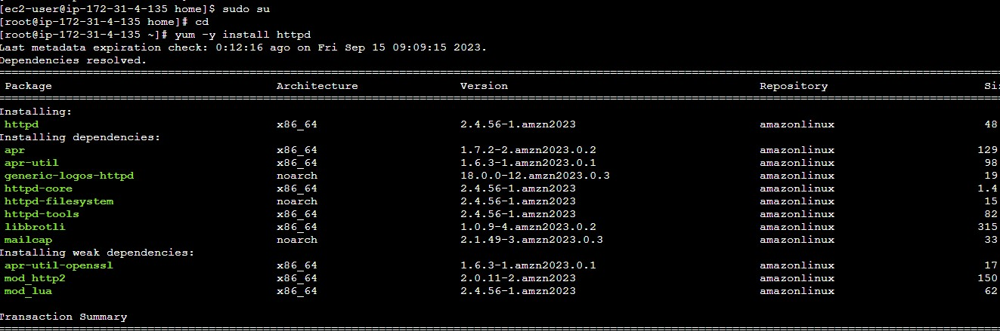 [ec2-user@ip-172-31-4-135 home]$ sudo su
[root@ip-172-31-4-135 home]# cd
[root@ip-172-31-4-135 ~]# yum -y install httpd
Last metadata expiration check: 0:12:16 ago on Fri Sep 15 09:09:15 2023.
Dependencies resolved.
Package Architecture Version Repository Si
Installing:
httpd x86_64 2.4.56-1.amzn2023 amazonlinux 48
Installing dependencies:
apr x86_64 1.7.2-2.amzn2023.0.2 amazonlinux 129
apr-util x86_64 1.6.3-1.amzn2023.0.1 amazonlinux 98
generic-logos-httpd noarch 18.0.0-12.amzn2023.0.3 amazonlinux 19
httpd-core x86_64 2.4.56-1.amzn2023 amazonlinux 1.4
httpd-filesystem noarch 2.4.56-1.amzn2023 amazonlinux 15
httpd-tools x86_64 2.4.56-1.amzn2023 amazonlinux 82
libbrotli x86_64 1.0.9-4.amzn2023.0.2 amazonlinux 315
mailcap noarch 2.1.49-3.amzn2023.0.3 amazonlinux 33
Installing weak dependencies:
apr-util-openssl x86_64 1.6.3-1.amzn2023.0.1 amazonlinux 17
mod_http2 x86_64 2.0.11-2.amzn2023 amazonlinux 150
mod_lua x86_64 2.4.56-1.amzn2023 amazonlinux 62
Transaction Summary